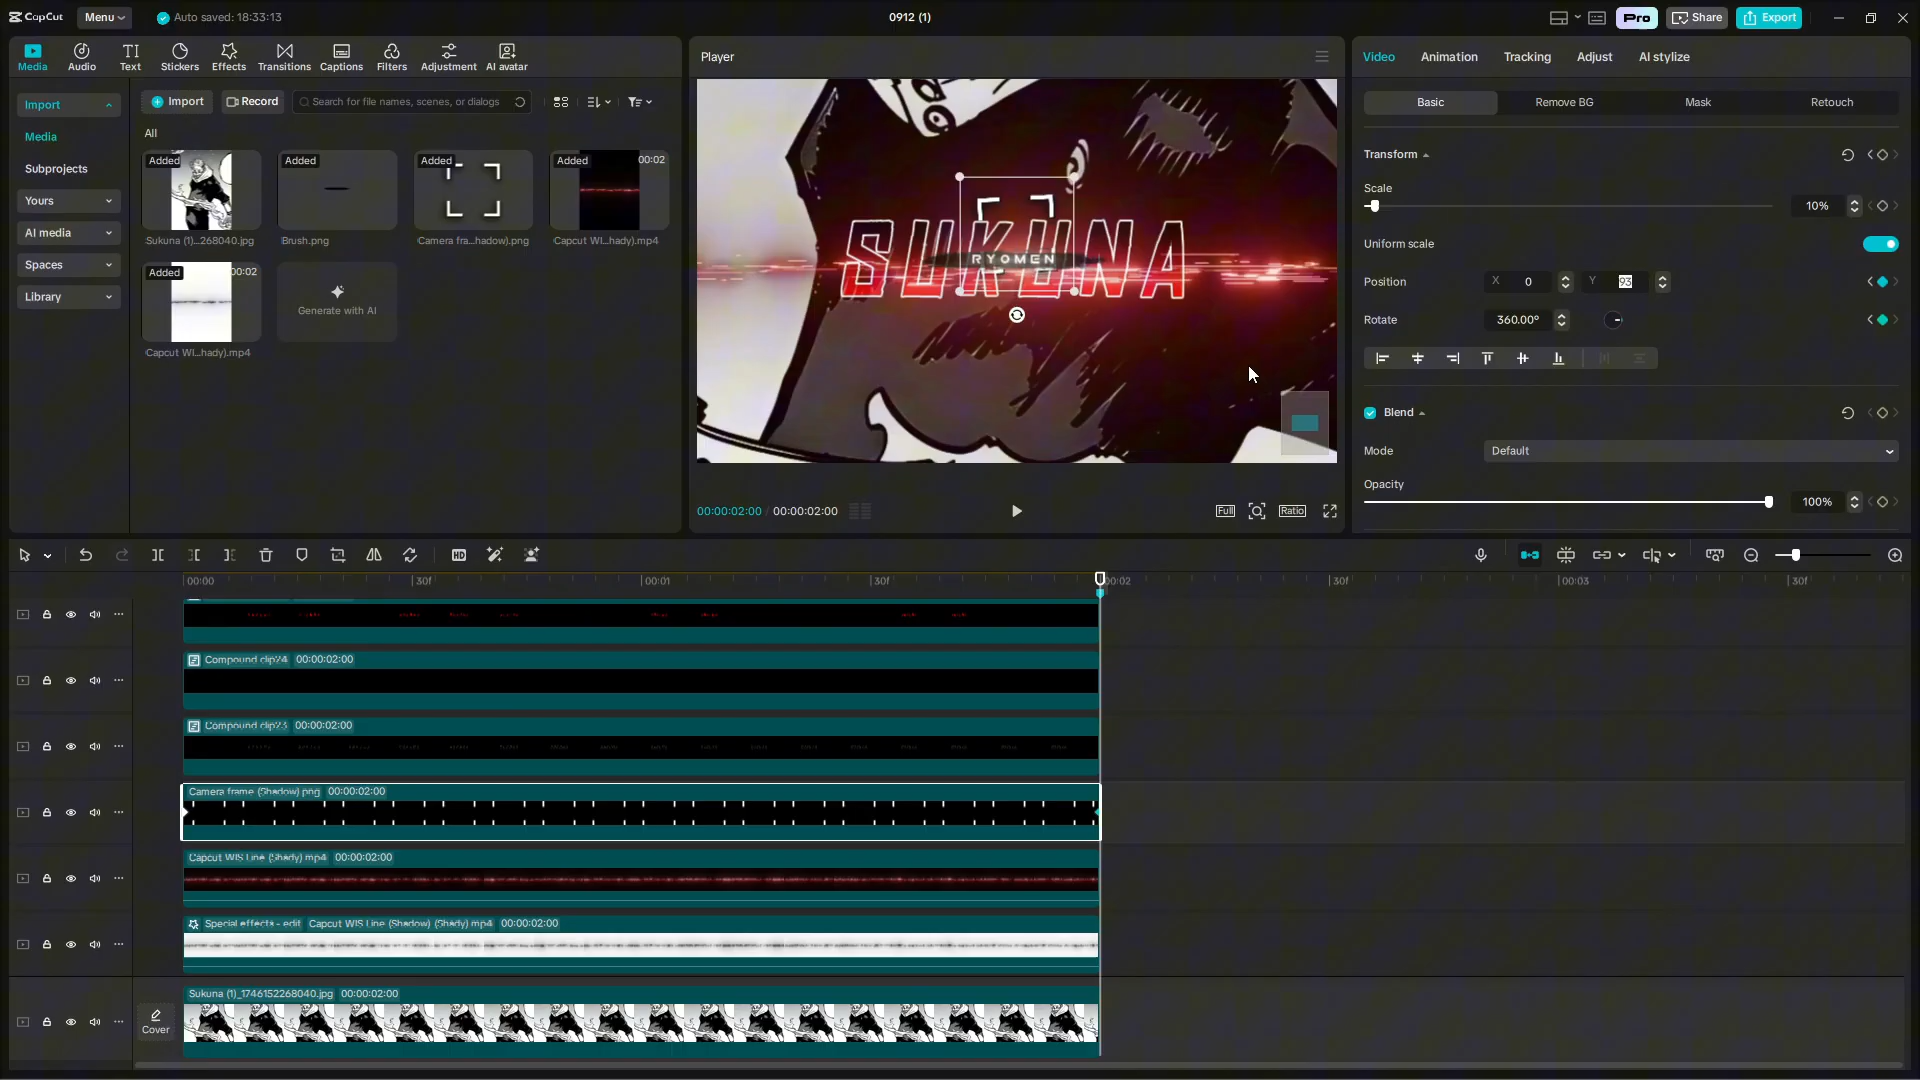 CapCut Menu Auto saved: 18:33:13 0912 (1) Pro Share Export
Media Audio Text Stickers Effects Transitions Captions Filters Adjustment AI avatar
Import
Media
Subprojects
Yours
AI media
Spaces
Library
Import Record Search for file names, scenes, or dialogs
All
Added Added Added Added 00:02
Sukuna (1)...268040.jpg Brush.png Camera fra...hadow).png Capcut WI...hady).mp4
Added 00:02
Generate with AI
Capcut WI...hady).mp4
Player
SUKUNA
RYOMEN
00:00:02:00 / 00:00:02:00 Full Ratio
Video Animation Tracking Adjust AI stylize
Basic Remove BG Mask Retouch
Transform
Scale
10%
Uniform scale
Position X 0 Y 93
Rotate 360.00°
Blend
Mode Default
Opacity
100%
HD
00:00 30f 00:01 30f 00:02 30f 00:03 30f
Compound clip24 00:00:02:00
Compound clip23 00:00:02:00
Camera frame (Shadow).png 00:00:02:00
Capcut WIS Line (Shady).mp4 00:00:02:00
Special effects - edit Capcut WIS Line (Shadow) (Shady).mp4 00:00:02:00
Sukuna (1)_1746152268040.jpg 00:00:02:00
Cover